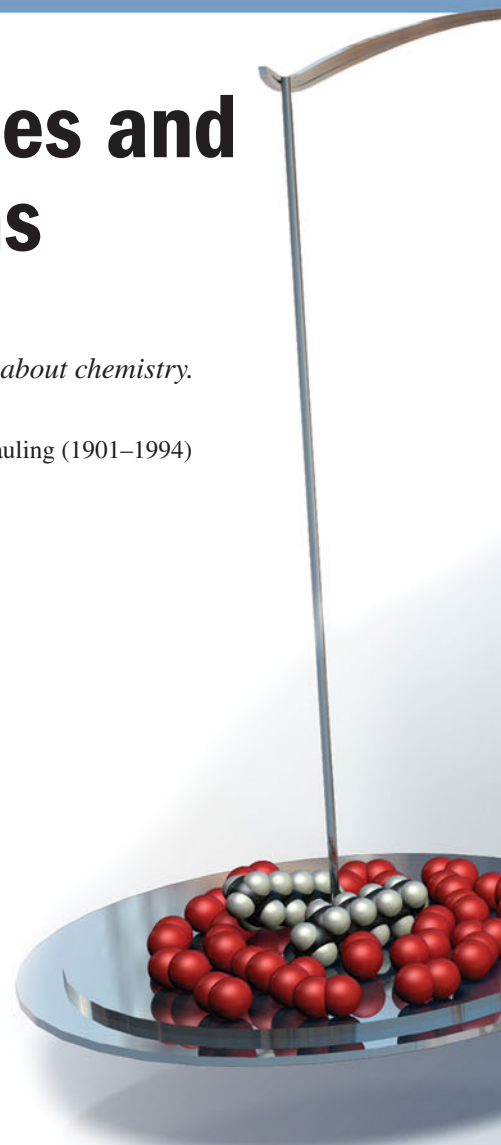 es and
s
about chemistry.
auling (1901–1994)